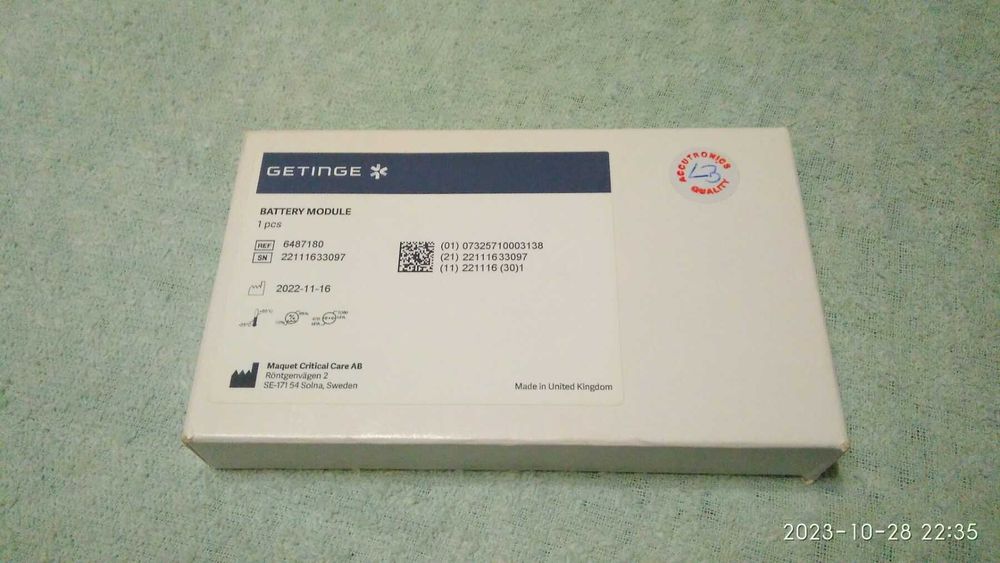 GETINGE
ACCUTRONICS
QUALITY
BATTERY MODULE
1 pcs
REF 6487180
SN 22111633097
(01) 07325710003138
(21) 22111633097
(11) 221116 (30)1
2022-11-16
Maquet Critical Care AB
Röntgenvägen 2
SE-171 54 Solna, Sweden
Made in United Kingdom
2023-10-28 22:35